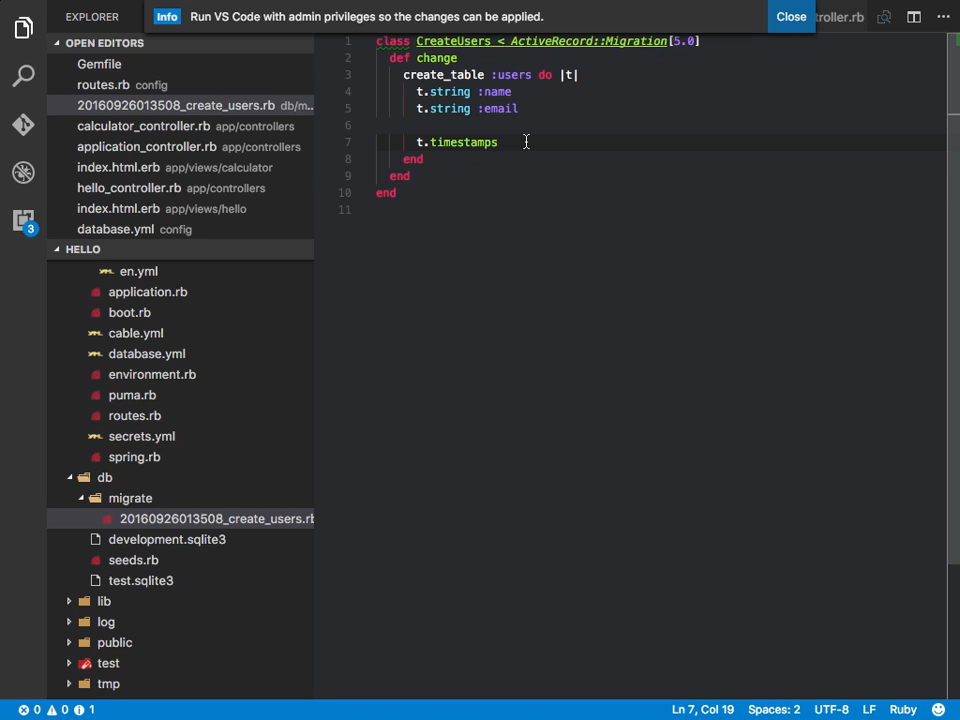 EXPLORER
Info Run VS Code with admin privileges so the changes can be applied. Close
troller.rb
OPEN EDITORS
Gemfile
routes.rb config
20160926013508_create_users.rb db/m...
calculator_controller.rb app/controllers
application_controller.rb app/controllers
index.html.erb app/views/calculator
hello_controller.rb app/controllers
index.html.erb app/views/hello
database.yml config
3
HELLO
en.yml
application.rb
boot.rb
cable.yml
database.yml
environment.rb
puma.rb
routes.rb
secrets.yml
spring.rb
db
migrate
20160926013508_create_users.rb
development.sqlite3
seeds.rb
test.sqlite3
lib
log
public
test
tmp
1 class CreateUsers < ActiveRecord::Migration[5.0]
2 def change
3 create_table :users do |t|
4 t.string :name
5 t.string :email
6
7 t.timestamps
8 end
9 end
10 end
11
0 0 1
Ln 7, Col 19 Spaces: 2 UTF-8 LF Ruby